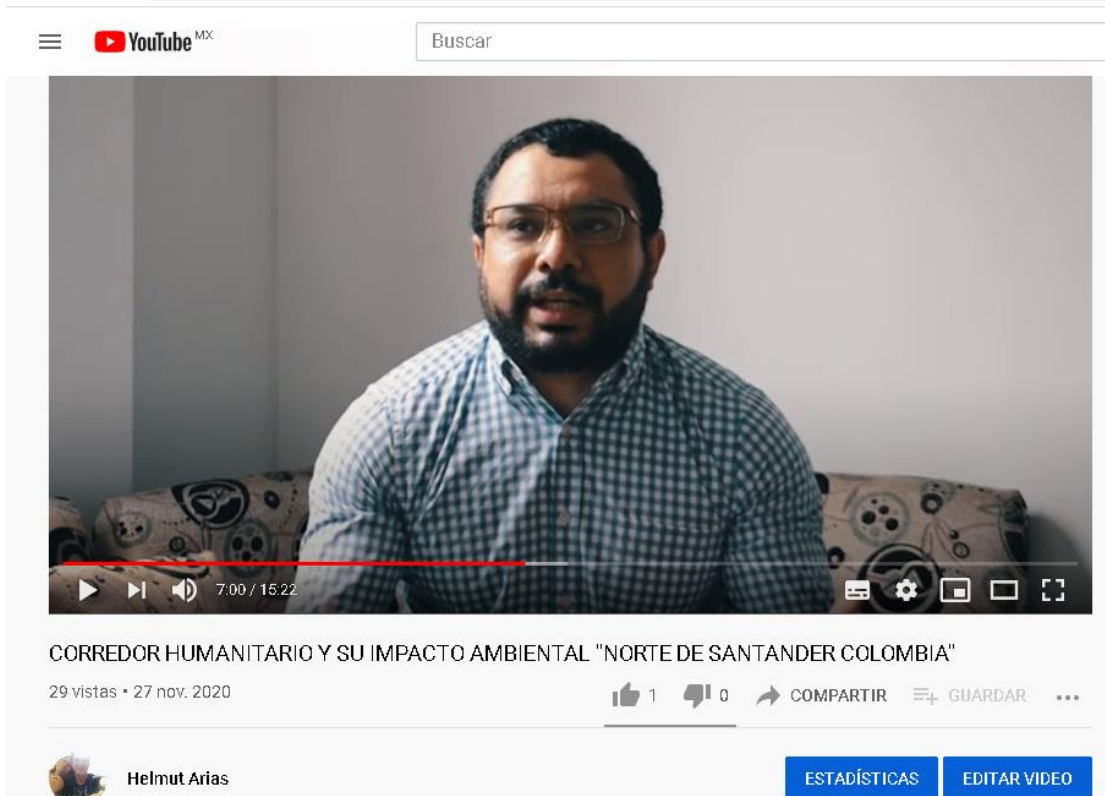 YouTube MX
Buscar
7:00 / 15:22
CORREDOR HUMANITARIO Y SU IMPACTO AMBIENTAL "NORTE DE SANTANDER COLOMBIA"
29 vistas • 27 nov. 2020
1 0 COMPARTIR GUARDAR
Helmut Arias
ESTADÍSTICAS EDITAR VIDEO